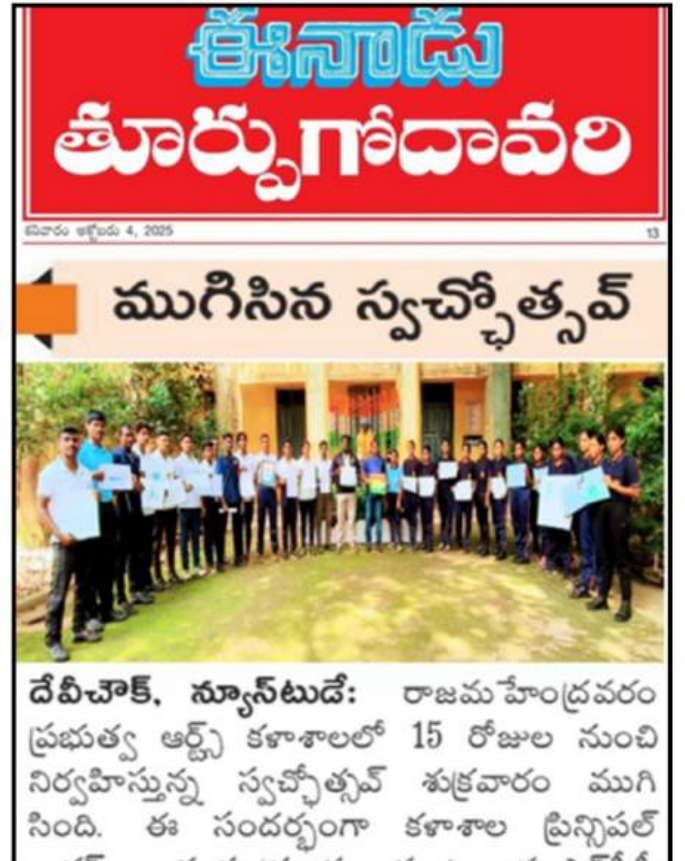 ఈనాడు
తూర్పుగోదావరి
శనివారం అక్టోబరు 4, 2025
13
ముగిసిన స్వచ్ఛోత్సవ్
దేవీచౌక్, న్యూస్‌టుడే: రాజమహేంద్రవరం
ప్రభుత్వ ఆర్ట్స్ కళాశాలలో 15 రోజుల నుంచి
నిర్వహిస్తున్న స్వచ్ఛోత్సవ్ శుక్రవారం ముగి
సింది. ఈ సందర్భంగా కళాశాల ప్రిన్సిపల్